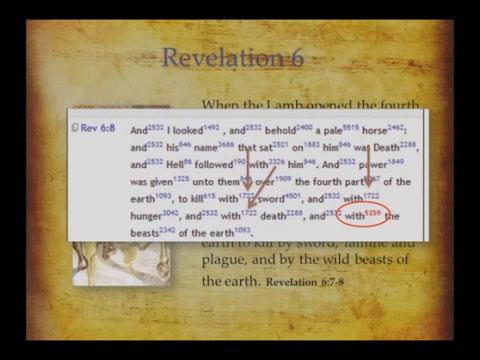 Revelation 6
When the Lamb opened the fourth
Rev 6:8
And2532 I looked1492 , and2532 behold2400 a pale5515 horse2462:
and2532 his846 name3686 that sat2521 on1883 him846 was Death2288,
and2532 Hell86 followed190 with3326 him846. And2532 power1849
was given1325 unto them846 over1909 the fourth part5067 of the
earth1093, to kill615 with1722 sword4501, and2532 with1722
hunger3042, and2532 with1722 death2288, and2532 with5259 the
beasts2342 of the earth1093.
earth to kill by sword, famine and
plague, and by the wild beasts of
the earth. Revelation 6:7-8